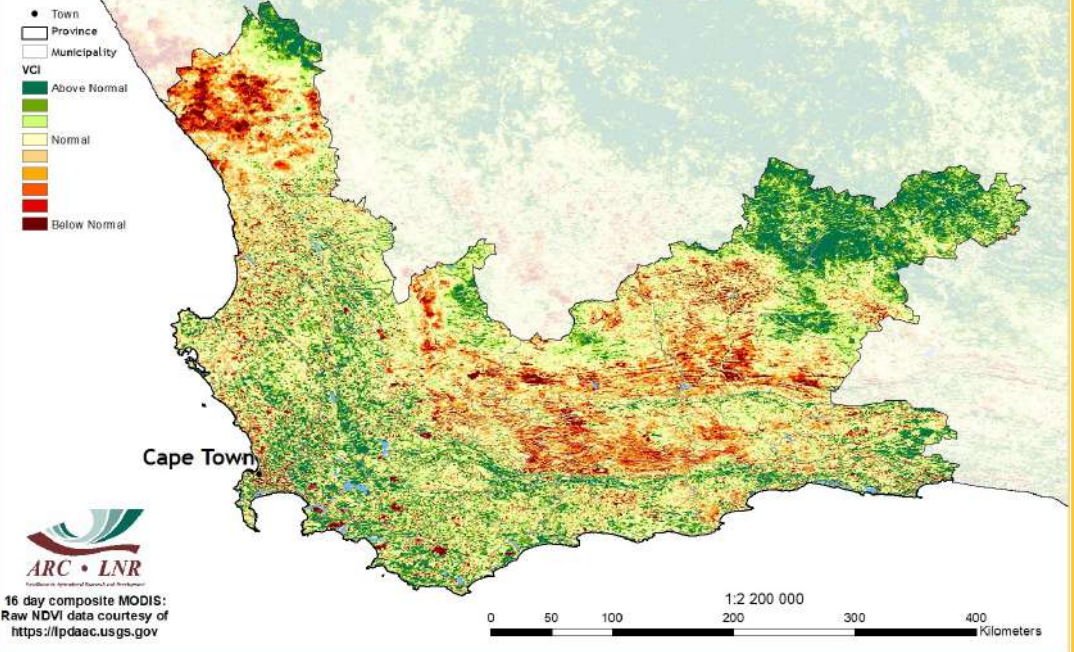 Town
Province
Municipality
VCI
Above Normal
Normal
Below Normal
Cape Town
ARC • LNR
16 day composite MODIS:
Raw NDVI data courtesy of
https://lpdaac.usgs.gov
1:2 200 000
0 50 100 200 300 400
Kilometers